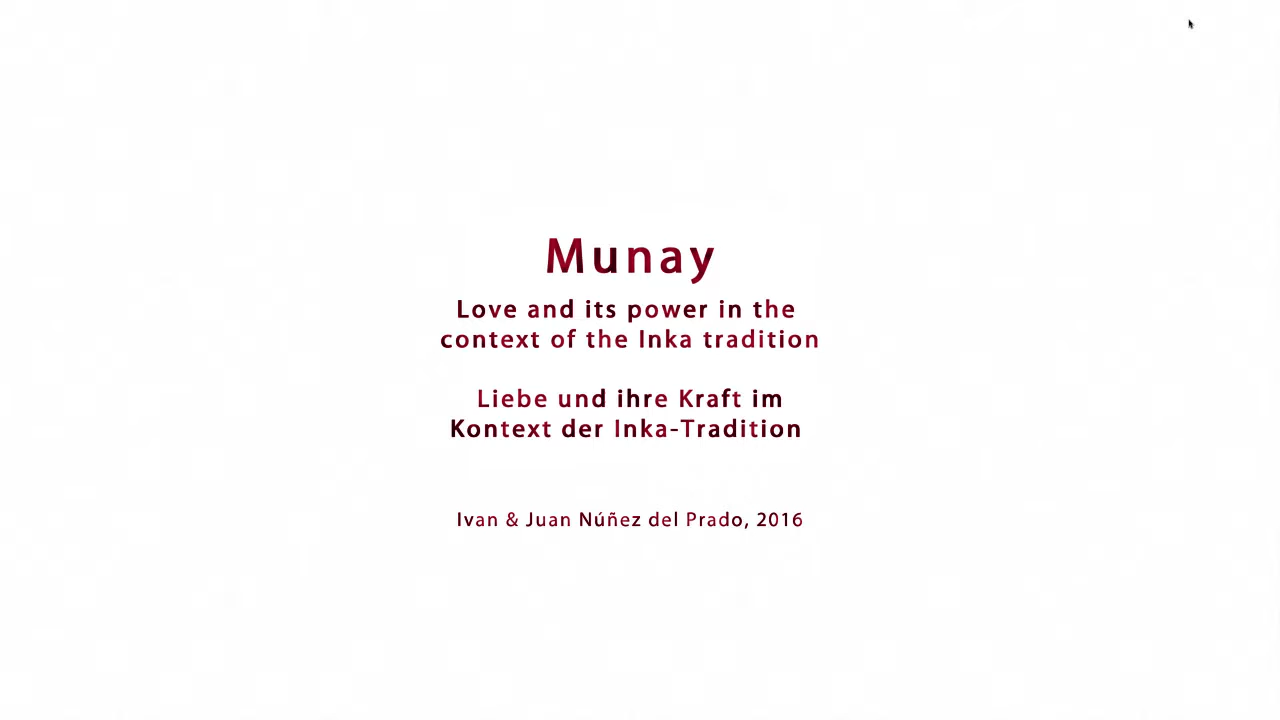 Munay
Love and its power in the
context of the Inka tradition
Liebe und ihre Kraft im
Kontext der Inka-Tradition
Ivan & Juan Núñez del Prado, 2016